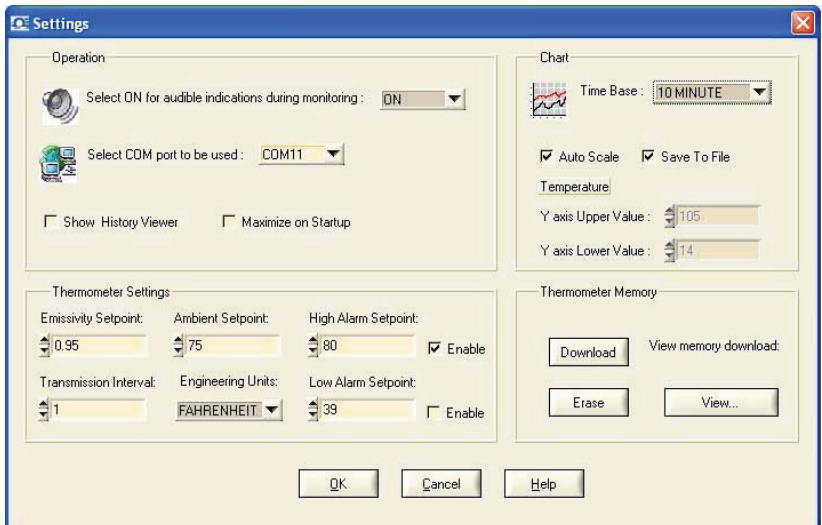 Settings
Operation
Select ON for audible indications during monitoring : ON
Select COM port to be used : COM11
Show History Viewer Maximize on Startup
Chart
Time Base : 10 MINUTE
Auto Scale Save To File
Temperature
Y axis Upper Value : 105
Y axis Lower Value : 14
Thermometer Settings
Emissivity Setpoint: Ambient Setpoint: High Alarm Setpoint:
0.95 75 80 Enable
Transmission Interval: Engineering Units: Low Alarm Setpoint:
1 FAHRENHEIT 39 Enable
Thermometer Memory
Download View memory download:
Erase View...
OK Cancel Help